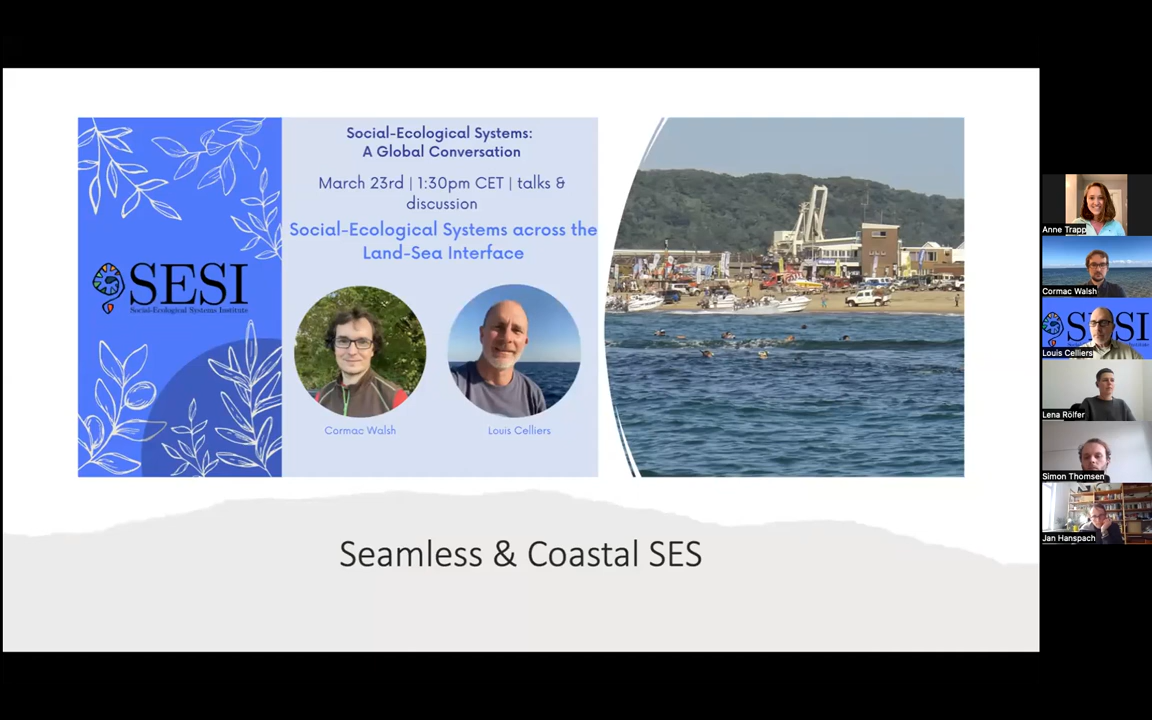 Social-Ecological Systems:
A Global Conversation
March 23rd | 1:30pm CET | talks &
discussion
Social-Ecological Systems across the
Land-Sea Interface
SESI
Social-Ecological Systems Institute
Cormac Walsh
Louis Celliers
Seamless & Coastal SES
Anne Trapp
Cormac Walsh
SESI
Louis Celliers
Lena Rölfer
Simon Thomsen
Jan Hanspach